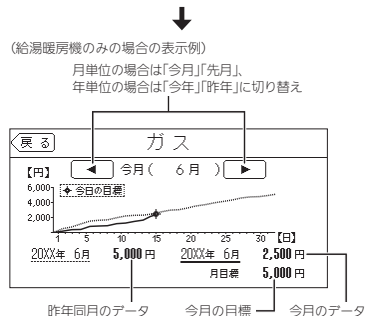 (給湯暖房機のみの場合の表示例)
月単位の場合は「今月」「先月」、
年単位の場合は「今年」「昨年」に切り替え
戻る ガス
【円】 ◀ 今月( 6月 ) ▶
6,000 今日の目標
4,000
2,000
1 5 10 15 20 25 30 【日】
20XX年 6月 5,000円 20XX年 6月 2,500円
月目標 5,000円
昨年同月のデータ 今月の目標 今月のデータ